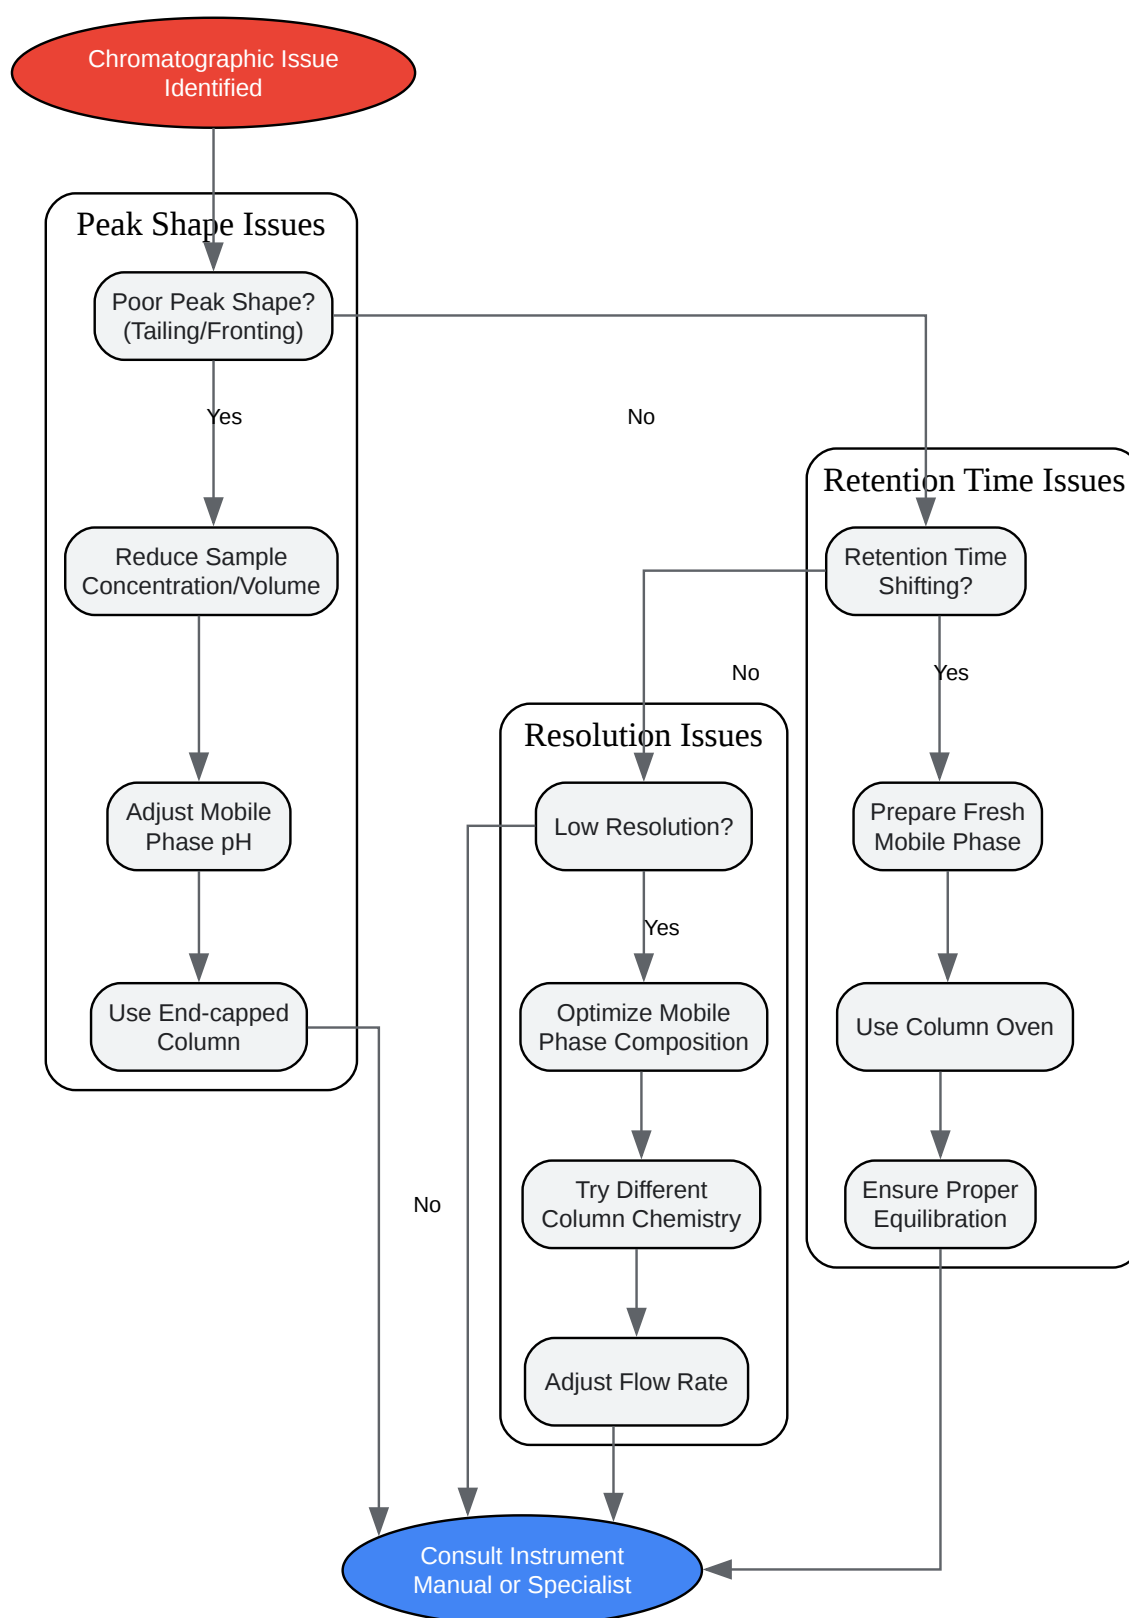 Chromatographic Issue
Identified
Peak Shape Issues
Poor Peak Shape?
(Tailing/Fronting)
Yes
No
Retention Time Issues
Reduce Sample
Concentration/Volume
Retention Time
Shifting?
No
Yes
Resolution Issues
Adjust Mobile
Phase pH
Low Resolution?
Prepare Fresh
Mobile Phase
Yes
Use End-capped
Column
Optimize Mobile
Phase Composition
Use Column Oven
No
Try Different
Column Chemistry
Ensure Proper
Equilibration
Adjust Flow Rate
Consult Instrument
Manual or Specialist